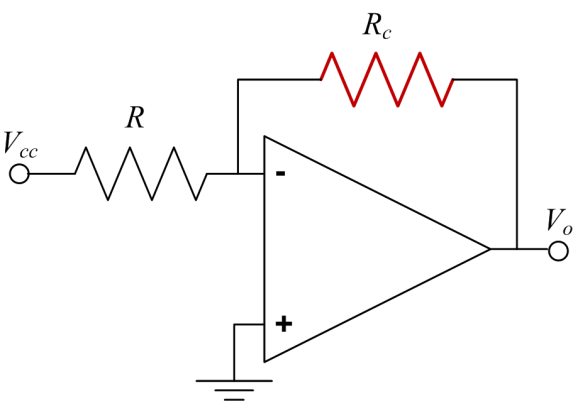 R_c
R
V_cc
-
V_o
+